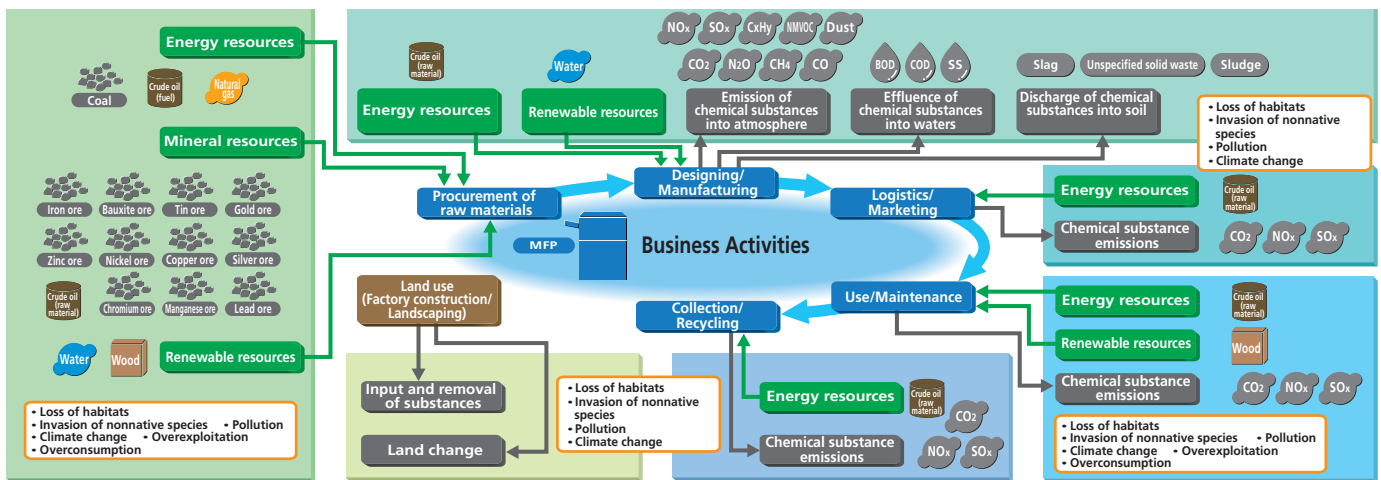 Energy resources
Coal
Crude oil
(fuel)
Natural
gas
Mineral resources
Iron ore
Bauxite ore
Tin ore
Gold ore
Zinc ore
Nickel ore
Copper ore
Silver ore
Crude oil
(raw
material)
Chromium ore
Manganese ore
Lead ore
Water
Wood
Renewable resources
• Loss of habitats
• Invasion of nonnative species • Pollution
• Climate change • Overexploitation
• Overconsumption
Crude oil
(raw
material)
Energy resources
Water
Renewable resources
NOx
SOx
CxHy
NMVOC
Dust
CO2
N2O
CH4
CO
Emission of
chemical substances
into atmosphere
BOD
COD
SS
Effluence of
chemical substances
into waters
Slag
Unspecified solid waste
Sludge
Discharge of chemical
substances into soil
• Loss of habitats
• Invasion of nonnative
species
• Pollution
• Climate change
Procurement of
raw materials
Designing/
Manufacturing
Logistics/
Marketing
MFP
Business Activities
Use/Maintenance
Collection/
Recycling
Energy resources
Crude oil
(raw
material)
Chemical substance
emissions
CO2
NOx
SOx
Land use
(Factory construction/
Landscaping)
Input and removal
of substances
Land change
• Loss of habitats
• Invasion of nonnative
species
• Pollution
• Climate change
Energy resources
Crude oil
(raw
material)
CO2
Chemical substance
emissions
NOx
SOx
Energy resources
Crude oil
(raw
material)
Renewable resources
Wood
Chemical substance
emissions
CO2
NOx
SOx
• Loss of habitats
• Invasion of nonnative species • Pollution
• Climate change • Overexploitation
• Overconsumption